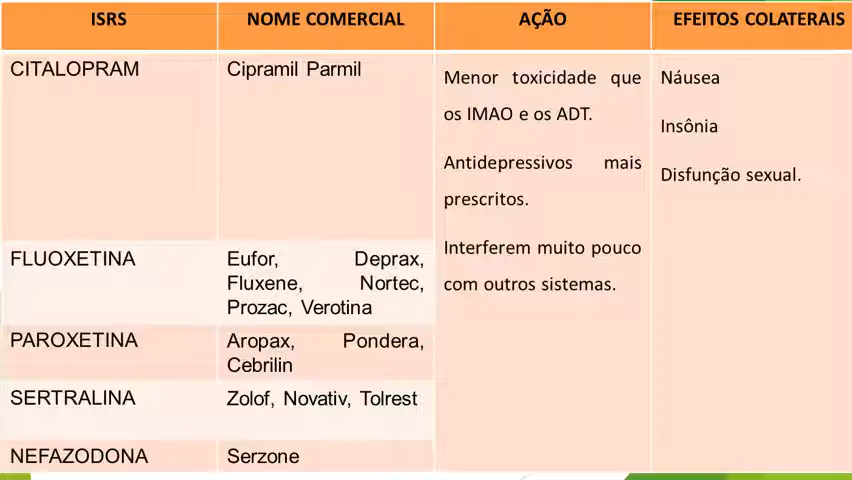 ISRS
NOME COMERCIAL
AÇÃO
EFEITOS COLATERAIS
CITALOPRAM
Cipramil Parmil
Menor toxicidade que
os IMAO e os ADT.
Antidepressivos mais
prescritos.
Interferem muito pouco
com outros sistemas.
Náusea
Insônia
Disfunção sexual.
FLUOXETINA
Eufor, Deprax,
Fluxene, Nortec,
Prozac, Verotina
PAROXETINA
Aropax, Pondera,
Cebrilin
SERTRALINA
Zolof, Novativ, Tolrest
NEFAZODONA
Serzone